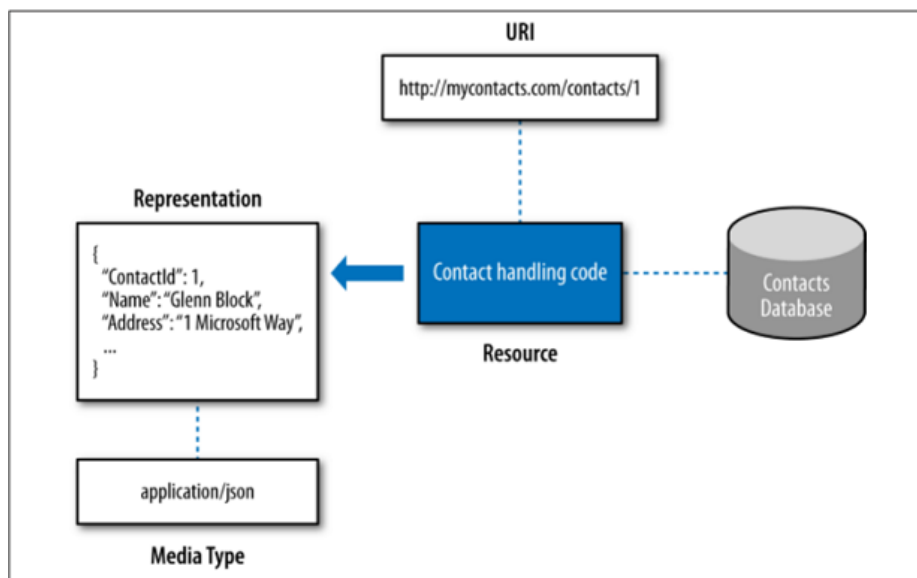 URI
http://mycontacts.com/contacts/1
Representation
{
“ContactId”: 1,
“Name”: “Glenn Block”,
“Address”: “1 Microsoft Way”,
...
}
Contact handling code
Resource
Contacts
Database
application/json
Media Type